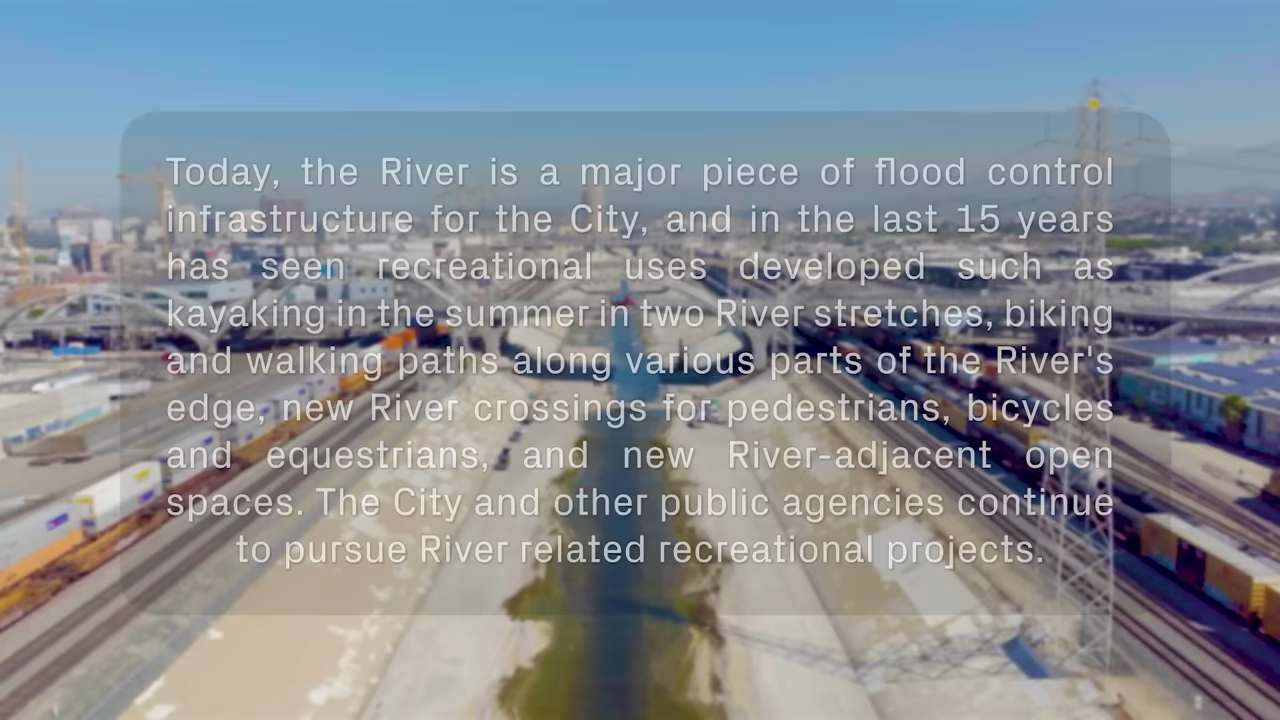 Today, the River is a major piece of flood control
infrastructure for the City, and in the last 15 years
has seen recreational uses developed such as
kayaking in the summer in two River stretches, biking
and walking paths along various parts of the River's
edge, new River crossings for pedestrians, bicycles
and equestrians, and new River-adjacent open
spaces. The City and other public agencies continue
to pursue River related recreational projects.